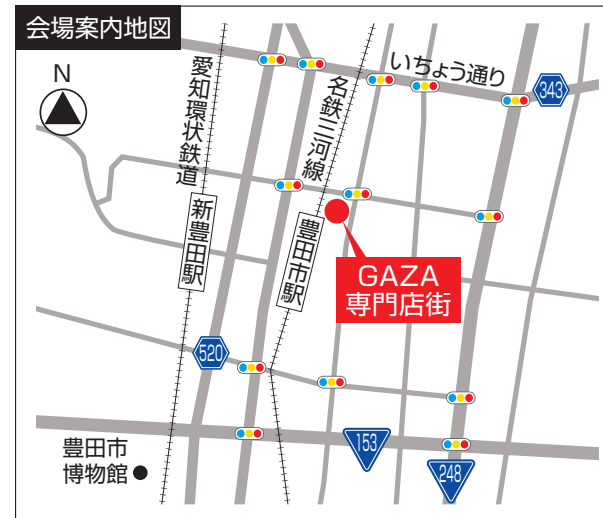 会場案内地図
N
愛知環状鉄道
新豊田駅
名鉄三河線
豊田市駅
いちょう通り
343
GAZA
専門店街
520
153
248
豊田市
博物館